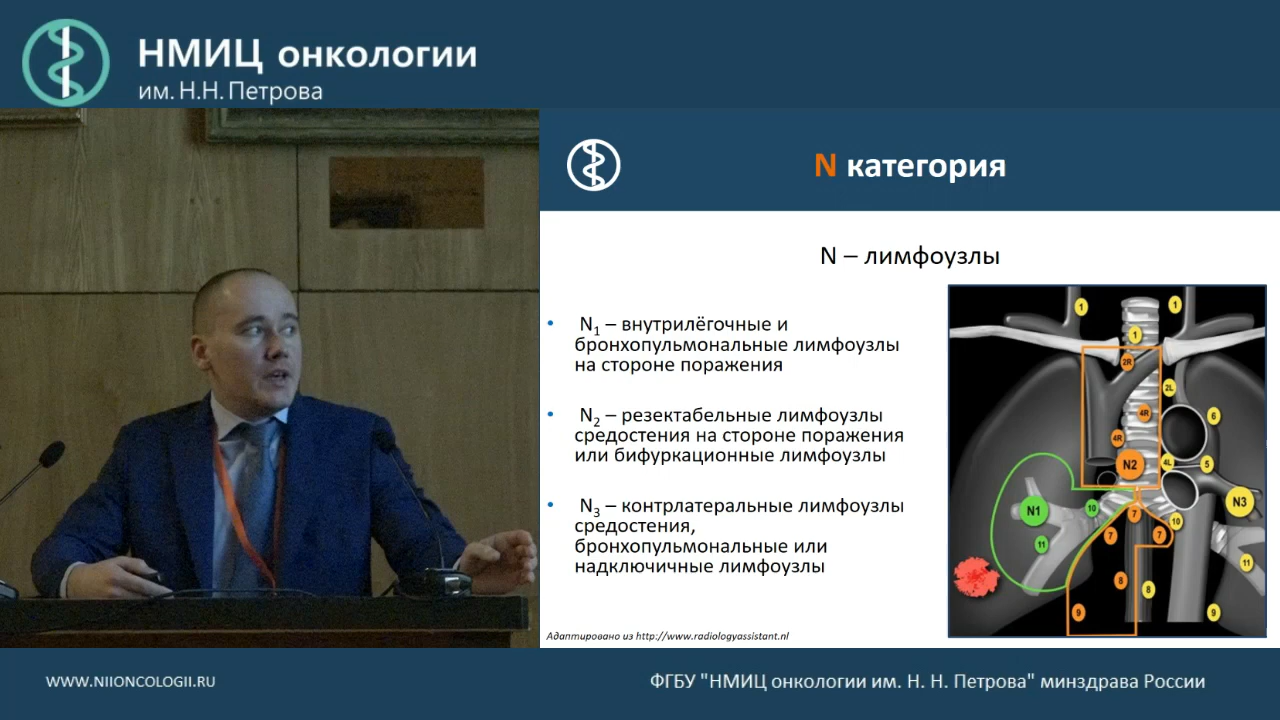 НМИЦ онкологии
им. Н.Н. Петрова
N категория
N – лимфоузлы
• N1 – внутрилёгочные и
бронхопульмональные лимфоузлы
на стороне поражения
• N2 – резектабельные лимфоузлы
средостения на стороне поражения
или бифуркационные лимфоузлы
• N3 – контрлатеральные лимфоузлы
средостения,
бронхопульмональные или
надключичные лимфоузлы
Адаптировано из http://www.radiologyassistant.nl
1
1
1
2R
2L
4R
6
4R
N2
4L
5
N1
10
7
10
N3
11
7
7
11
8
8
9
9
WWW.NIIONCOLOGII.RU
ФГБУ "НМИЦ онкологии им. Н. Н. Петрова" минздрава России